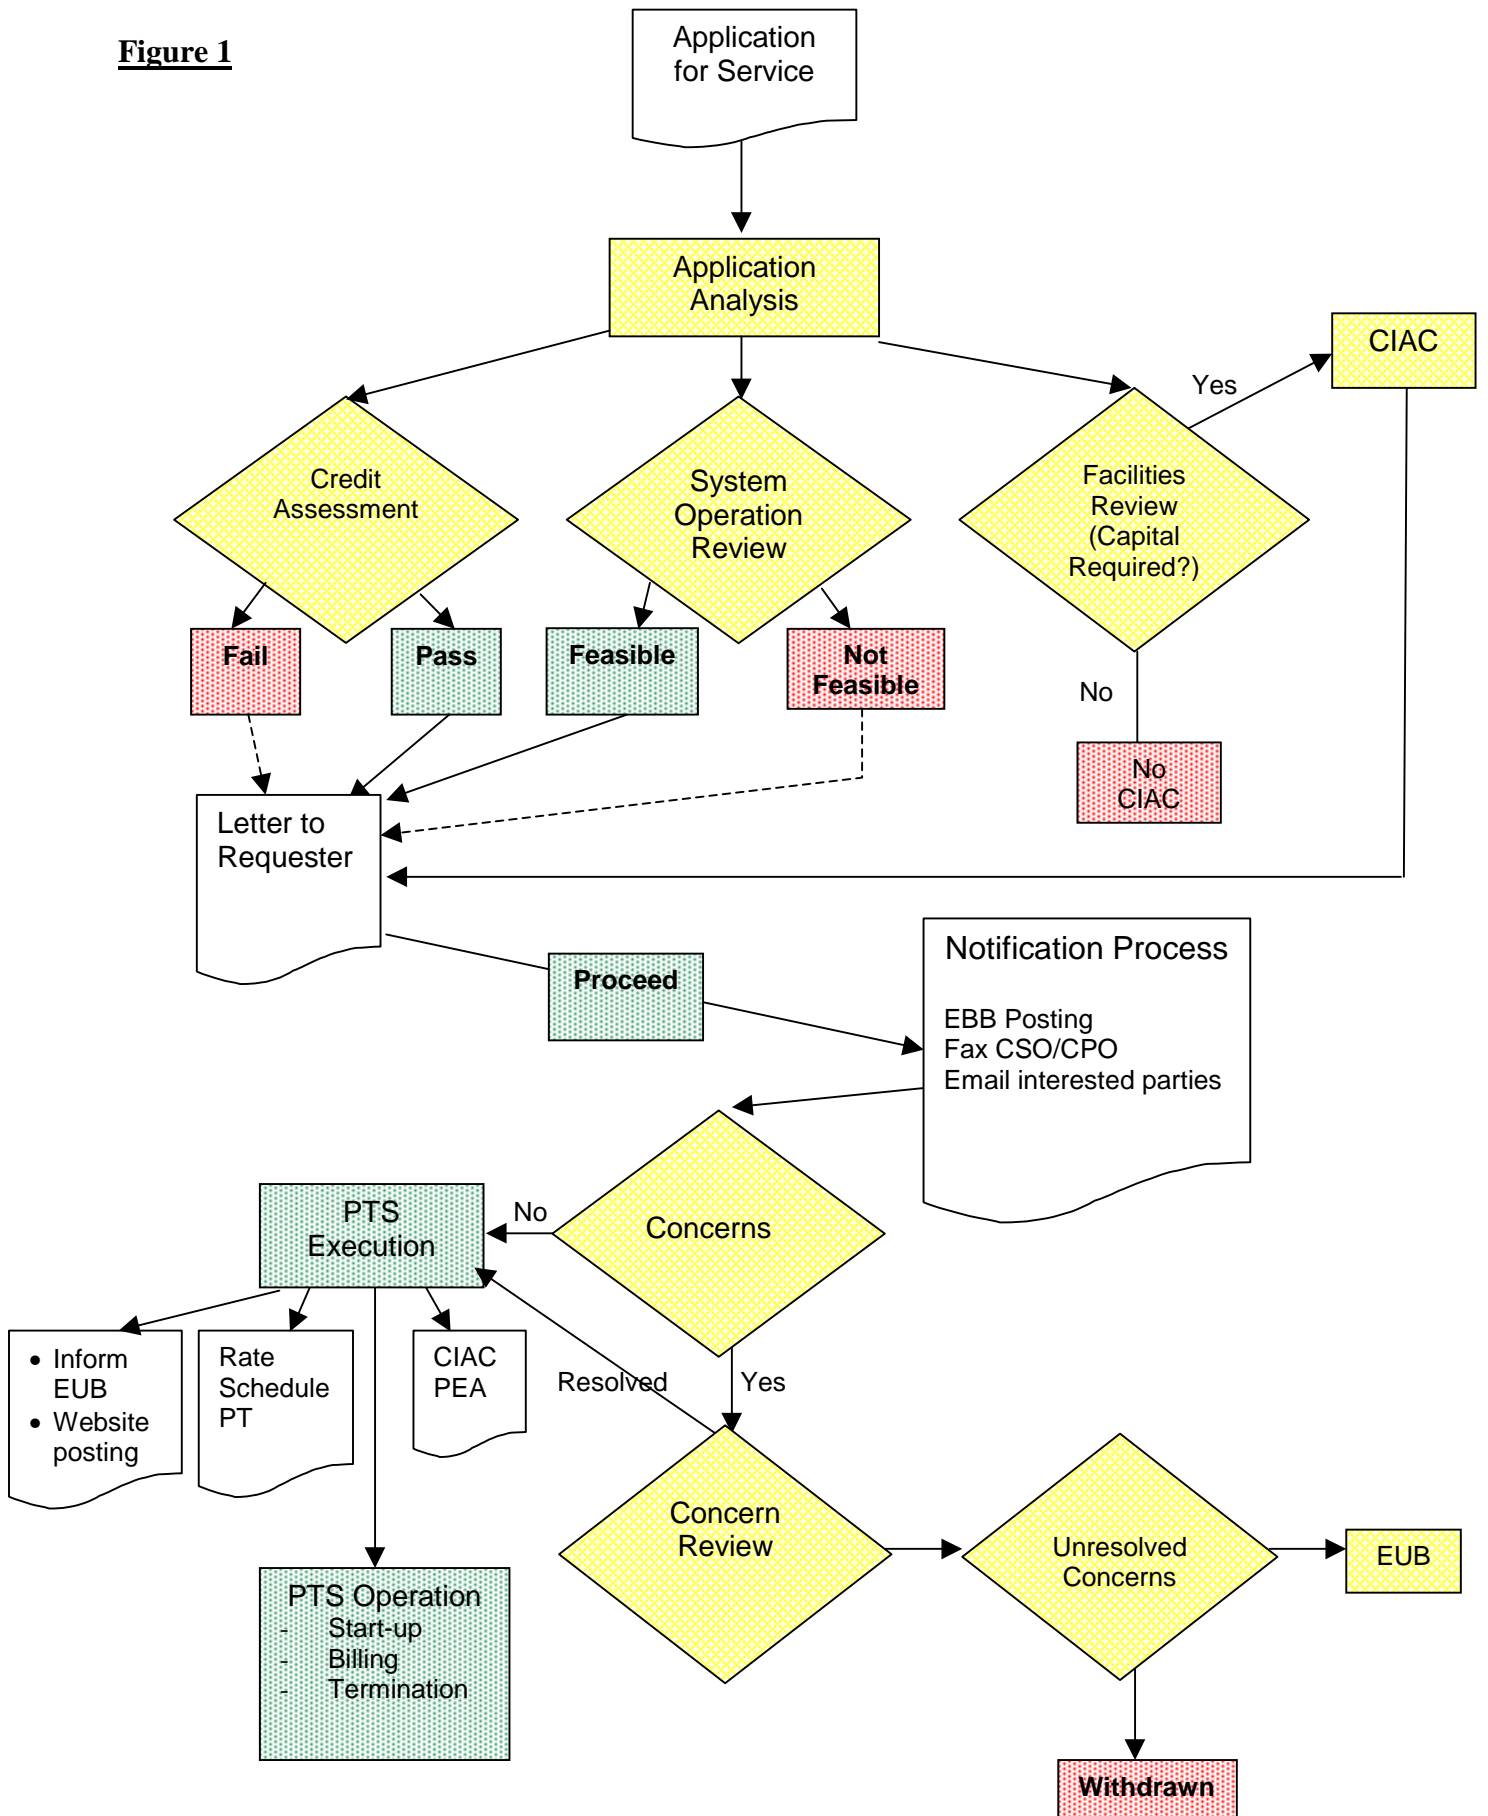 Figure 1
Application
for Service
Application
Analysis
CIAC
Yes
Credit
Assessment
System
Operation
Review
Facilities
Review
(Capital
Required?)
Fail
Pass
Feasible
Not
Feasible
No
No
CIAC
Letter to
Requester
Proceed
Notification Process
EBB Posting
Fax CSO/CPO
Email interested parties
PTS
Execution
No
Concerns
• Inform
EUB
• Website
posting
Rate
Schedule
PT
CIAC
PEA
Resolved
Yes
Concern
Review
Unresolved
Concerns
EUB
PTS Operation
- Start-up
- Billing
- Termination
Withdrawn